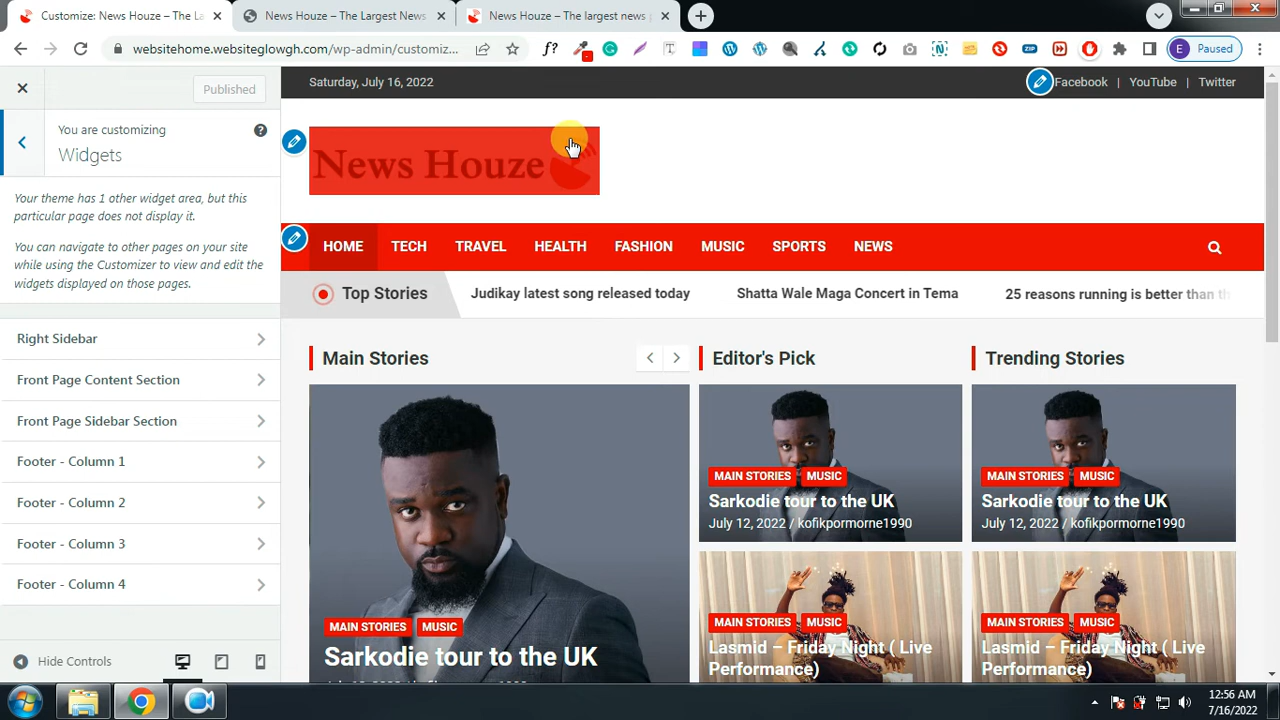 Customize: News Houze – The La
News Houze – The Largest News
News Houze – The largest news
websitehome.websiteglowgh.com/wp-admin/customiz...
f?
T
N
ZIP
E
Paused
Published
You are customizing
Widgets
Your theme has 1 other widget area, but this
particular page does not display it.
You can navigate to other pages on your site
while using the Customizer to view and edit the
widgets displayed on those pages.
Right Sidebar
Front Page Content Section
Front Page Sidebar Section
Footer - Column 1
Footer - Column 2
Footer - Column 3
Footer - Column 4
Hide Controls
Saturday, July 16, 2022
Facebook | YouTube | Twitter
News Houze
HOME TECH TRAVEL HEALTH FASHION MUSIC SPORTS NEWS
Top Stories
Judikay latest song released today
Shatta Wale Maga Concert in Tema
25 reasons running is better than
Main Stories
MAIN STORIES MUSIC
Sarkodie tour to the UK
Editor's Pick
MAIN STORIES MUSIC
Sarkodie tour to the UK
July 12, 2022 / kofikpormorne1990
MAIN STORIES MUSIC
Lasmid – Friday Night ( Live
Performance)
Trending Stories
MAIN STORIES MUSIC
Sarkodie tour to the UK
July 12, 2022 / kofikpormorne1990
MAIN STORIES MUSIC
Lasmid – Friday Night ( Live
Performance)
12:56 AM
7/16/2022